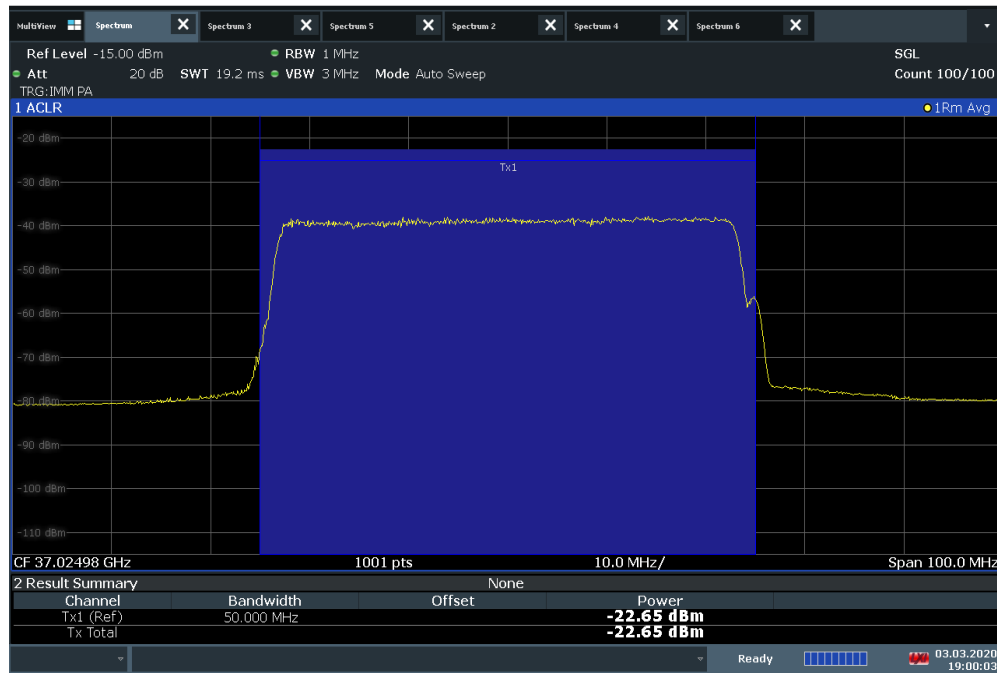 MultiView Spectrum Spectrum 3 Spectrum 5 Spectrum 2 Spectrum 4 Spectrum 6
Ref Level -15.00 dBm RBW 1 MHz SGL
Att 20 dB SWT 19.2 ms VBW 3 MHz Mode Auto Sweep Count 100/100
TRG:IMM PA
1 ACLR 1Rm Avg
-20 dBm
Tx1
-30 dBm
-40 dBm
-50 dBm
-60 dBm
-70 dBm
-80 dBm
-90 dBm
-100 dBm
-110 dBm
CF 37.02498 GHz 1001 pts 10.0 MHz/ Span 100.0 MHz
2 Result Summary None
Channel Bandwidth Offset Power
Tx1 (Ref) 50.000 MHz -22.65 dBm
Tx Total -22.65 dBm
Ready 03.03.2020
19:00:03